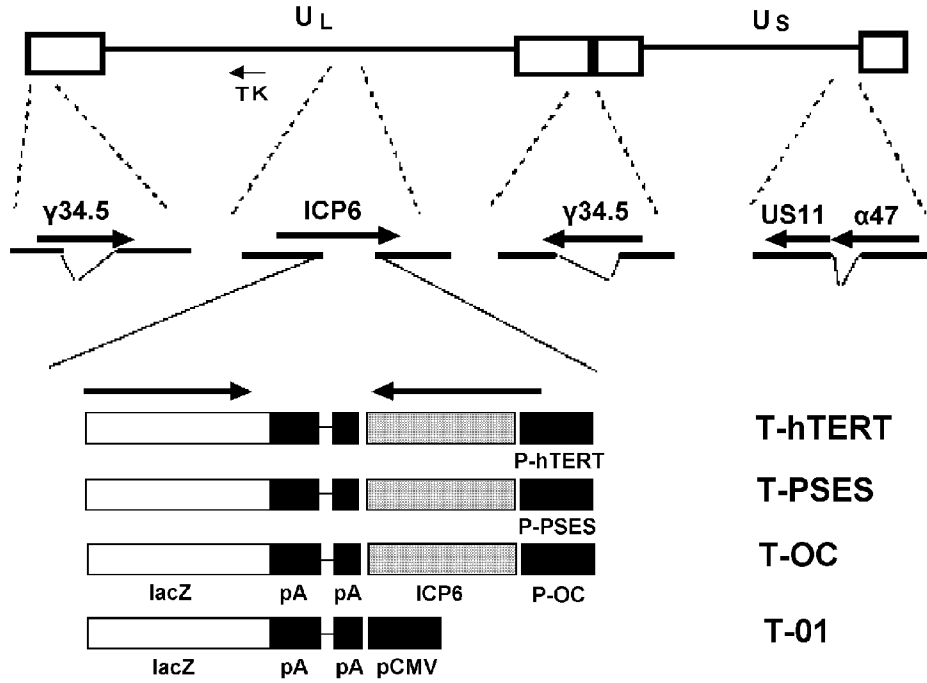 U L
U S
TK
γ34.5
ICP6
γ34.5
US11
α47
T-hTERT
P-hTERT
T-PSES
P-PSES
T-OC
lacZ
pA
pA
ICP6
P-OC
T-01
lacZ
pA
pA
pCMV